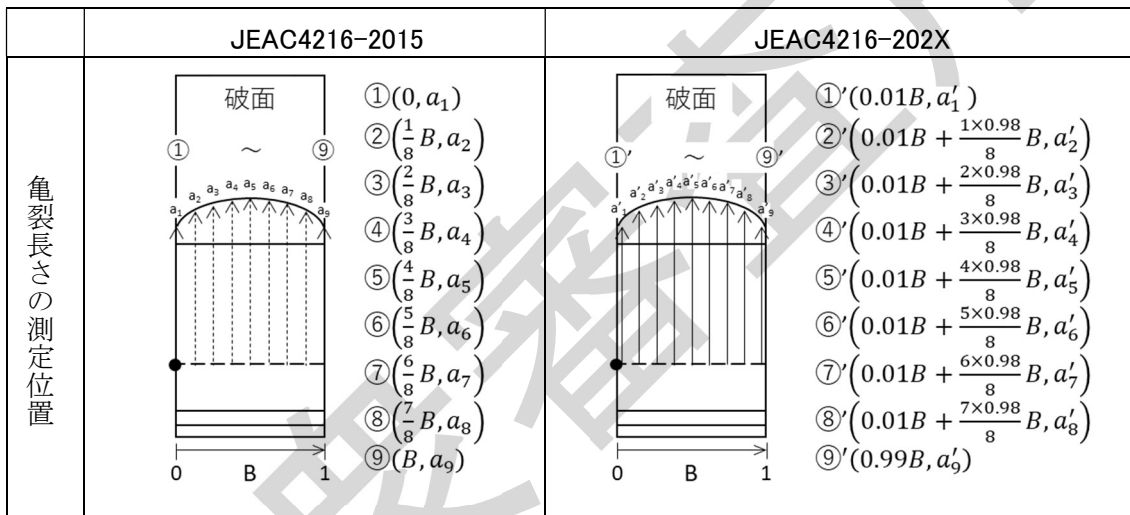 JEAC4216-2015
JEAC4216-202X
亀裂長さの測定位置
破面
① ～ ⑨
a₁ a₂ a₃ a₄ a₅ a₆ a₇ a₈ a₉
0 B 1
①(0, a₁)
②(1/8 B, a₂)
③(2/8 B, a₃)
④(3/8 B, a₄)
⑤(4/8 B, a₅)
⑥(5/8 B, a₆)
⑦(6/8 B, a₇)
⑧(7/8 B, a₈)
⑨(B, a₉)
破面
①' ～ ⑨'
a'₁ a'₂ a'₃ a'₄ a'₅ a'₆ a'₇ a'₈ a'₉
0 B 1
①'(0.01B, a′₁)
②'(0.01B + 1×0.98/8 B, a′₂)
③'(0.01B + 2×0.98/8 B, a′₃)
④'(0.01B + 3×0.98/8 B, a′₄)
⑤'(0.01B + 4×0.98/8 B, a′₅)
⑥'(0.01B + 5×0.98/8 B, a′₆)
⑦'(0.01B + 6×0.98/8 B, a′₇)
⑧'(0.01B + 7×0.98/8 B, a′₈)
⑨'(0.99B, a′₉)